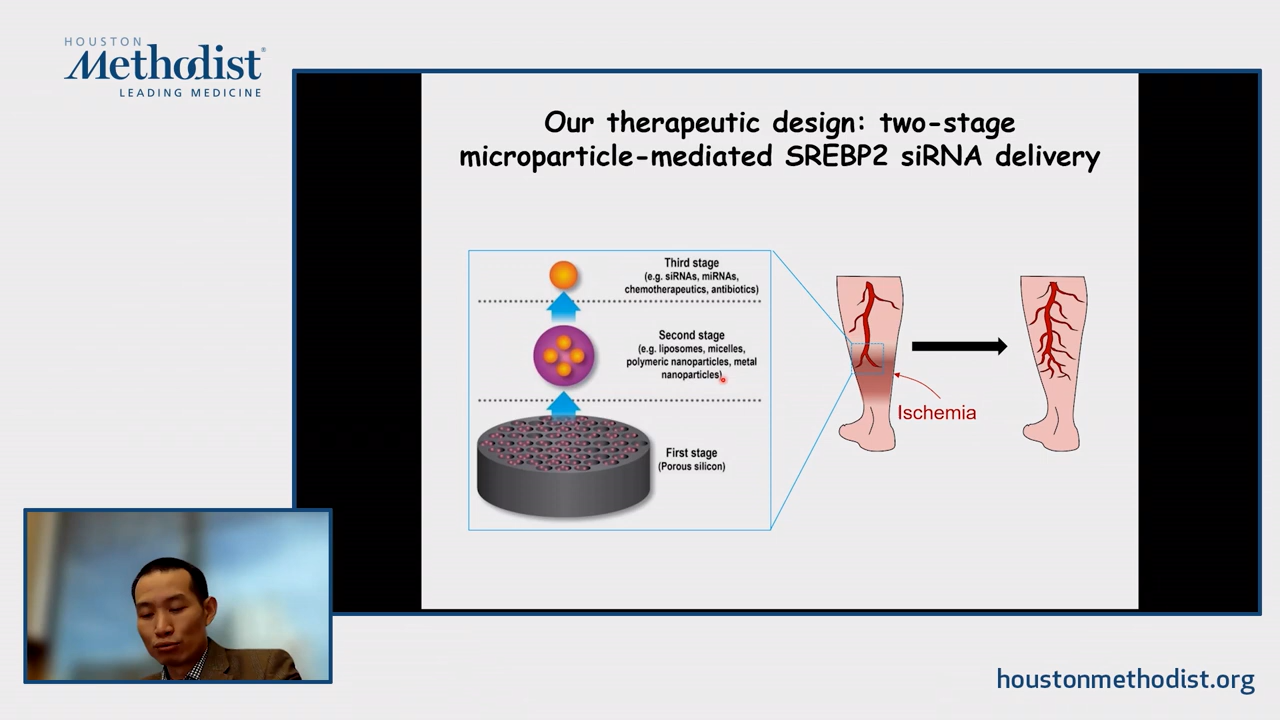 HOUSTON
Methodist®
LEADING MEDICINE
Our therapeutic design: two-stage
microparticle-mediated SREBP2 siRNA delivery
Third stage
(e.g. siRNAs, miRNAs,
chemotherapeutics, antibiotics)
Second stage
(e.g. liposomes, micelles,
polymeric nanoparticles, metal
nanoparticles)
First stage
(Porous silicon)
Ischemia
houstonmethodist.org